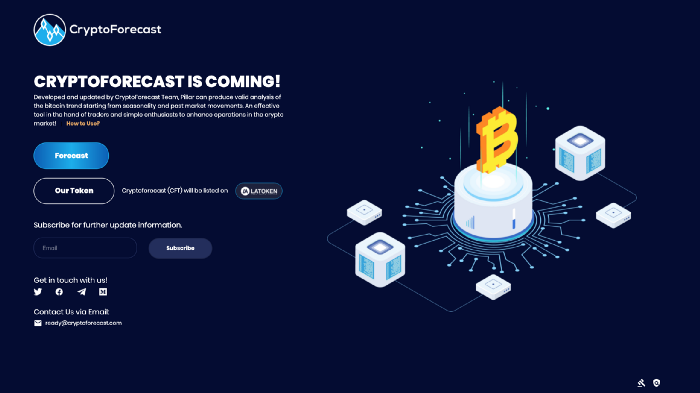 CryptoForecast
CRYPTOFORECAST IS COMING!
Developed and updated by CryptoForecast Team, Pillar can produce valid analysis of
the bitcoin trend starting from seasonality and past market movements. An effective
tool in the hand of traders and simple enthusiasts to enhance operations in the crypto
market! How to Use?
Forecast
Our Token Cryptoforecast (CFT) will be listed on LATOKEN
Subscribe for further update information.
Email Subscribe
Get in touch with us!
Contact Us via Email:
ready@cryptoforecast.com